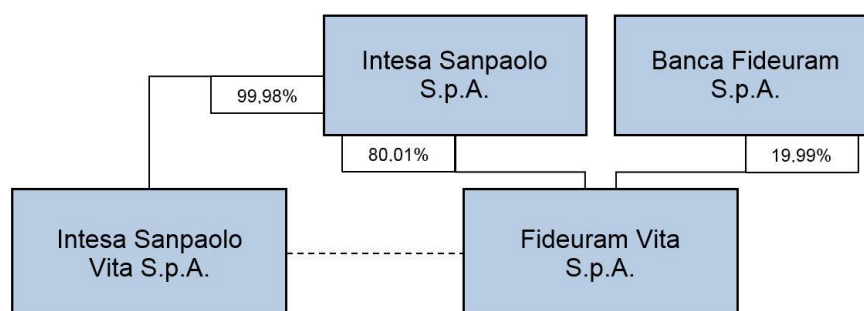 Intesa Sanpaolo
S.p.A.
Banca Fideuram
S.p.A.
99,98%
80,01%
19,99%
Intesa Sanpaolo
Vita S.p.A.
Fideuram Vita
S.p.A.